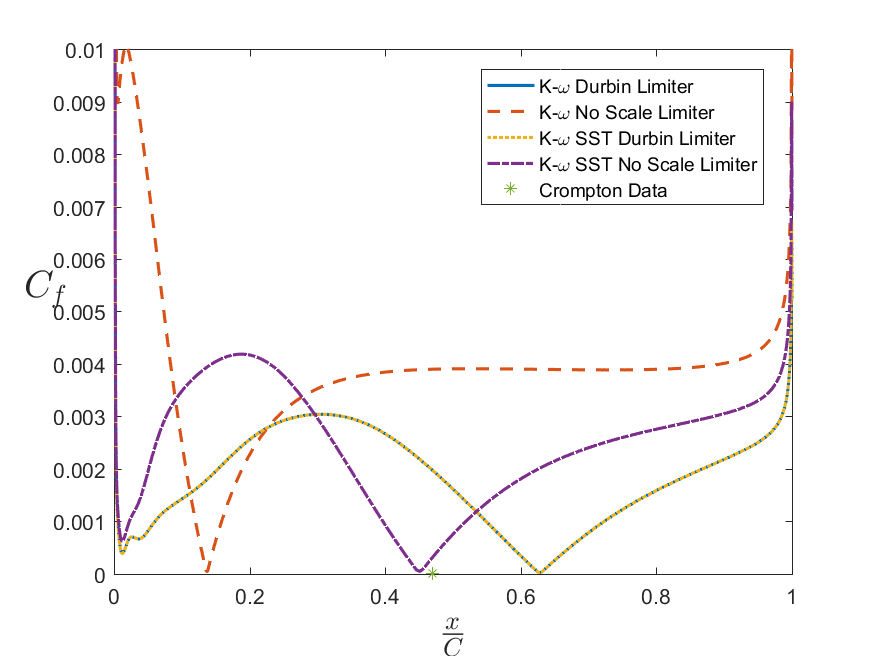 0.01
0.009
0.008
0.007
0.006
0.005
0.004
0.003
0.002
0.001
0
C_f
K-ω Durbin Limiter
K-ω No Scale Limiter
K-ω SST Durbin Limiter
K-ω SST No Scale Limiter
Crompton Data
0 0.2 0.4 0.6 0.8 1
x
C